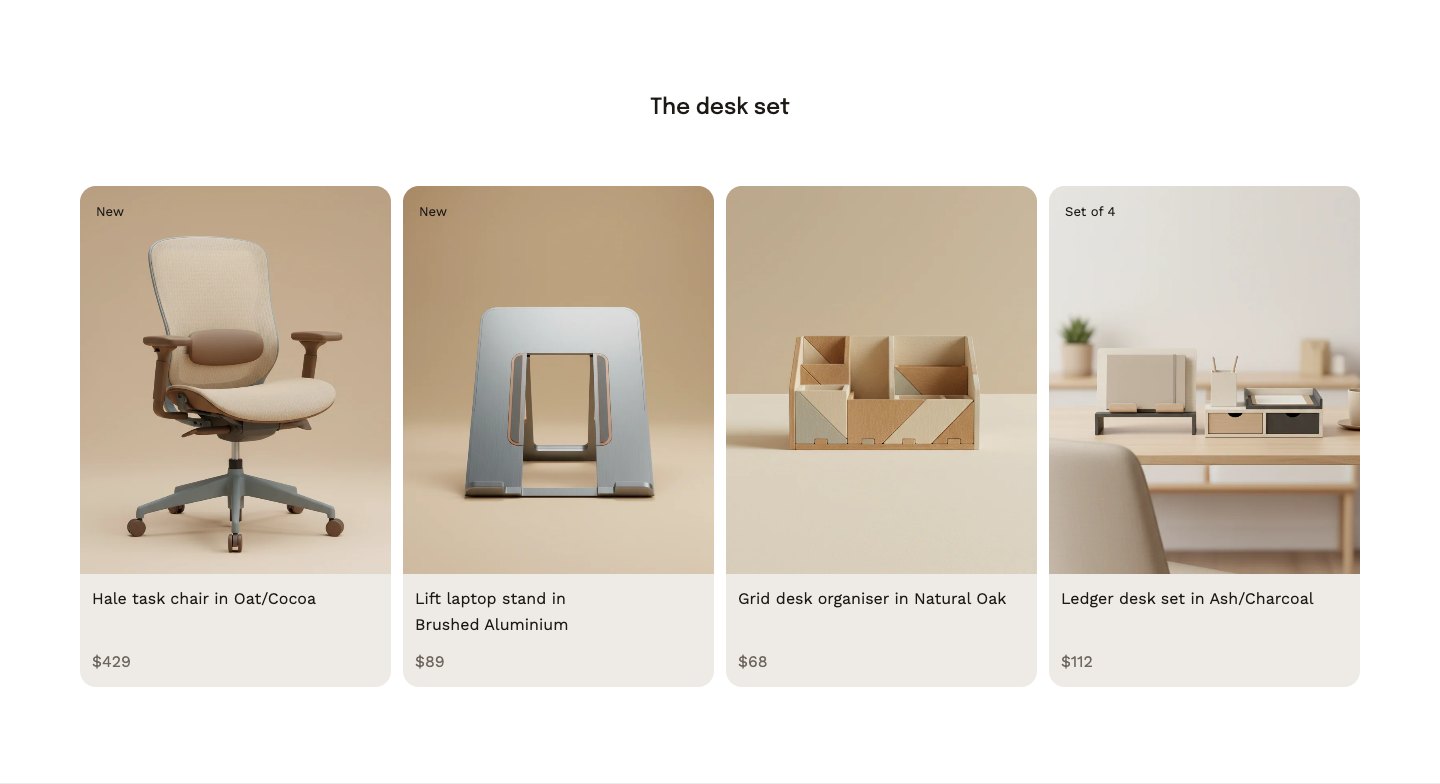 The desk set
New
Hale task chair in Oat/Cocoa
$429
New
Lift laptop stand in
Brushed Aluminium
$89
Grid desk organiser in Natural Oak
$68
Set of 4
Ledger desk set in Ash/Charcoal
$112